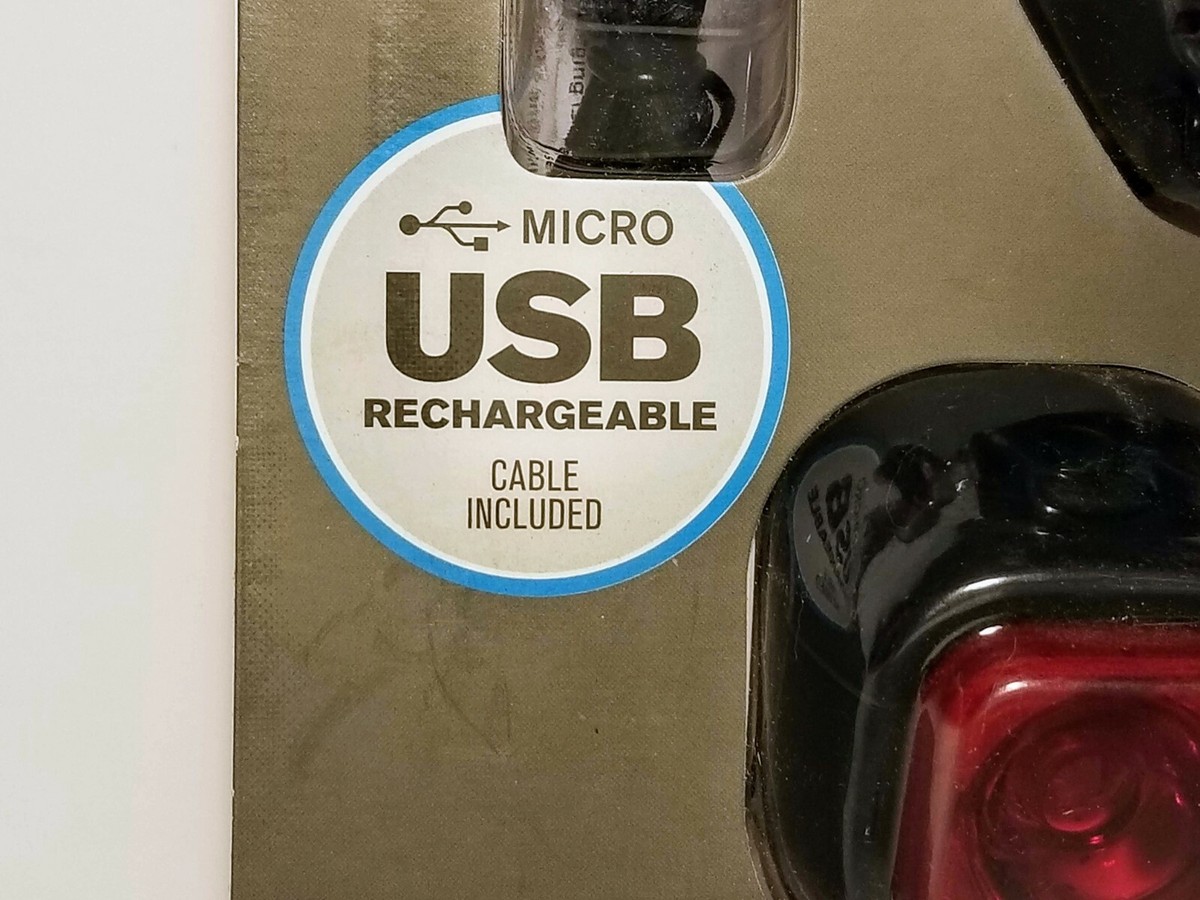 MICRO
USB
RECHARGEABLE
CABLE
INCLUDED